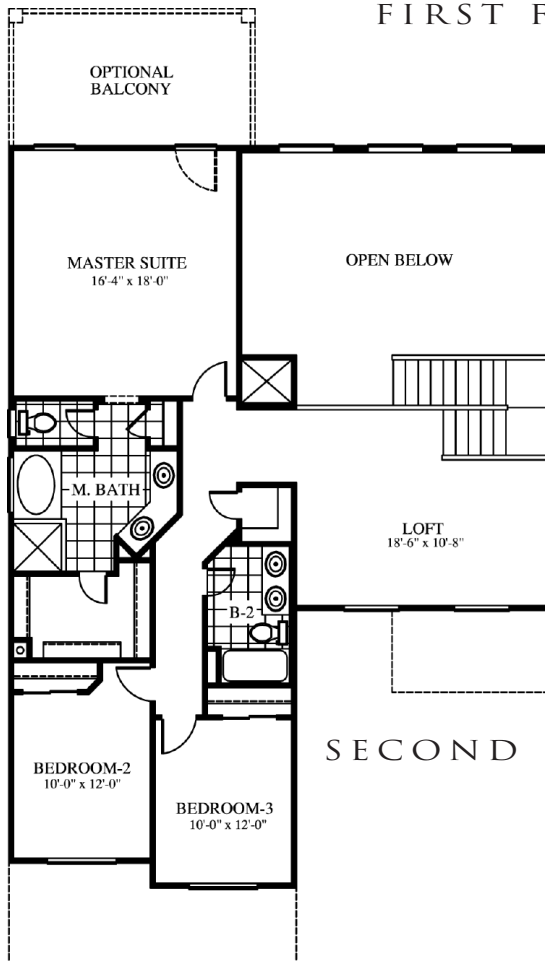 FIRST F
OPTIONAL
BALCONY
MASTER SUITE
16'-4" x 18'-0"
OPEN BELOW
M. BATH
LOFT
18'-6" x 10'-8"
B-2
SECOND
BEDROOM-2
10'-0" x 12'-0"
BEDROOM-3
10'-0" x 12'-0"